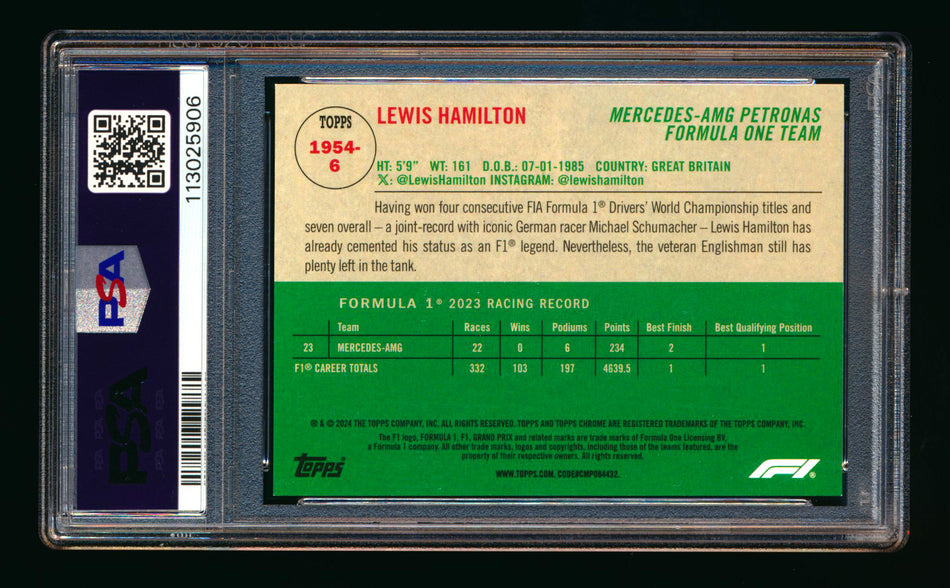 PSA
113025906
PSA
TOPPS
1954-
6
LEWIS HAMILTON
MERCEDES-AMG PETRONAS
FORMULA ONE TEAM
HT: 5'9" WT: 161 D.O.B.: 07-01-1985 COUNTRY: GREAT BRITAIN
𝕏: @LewisHamilton INSTAGRAM: @lewishamilton
Having won four consecutive FIA Formula 1® Drivers' World Championship titles and
seven overall – a joint-record with iconic German racer Michael Schumacher – Lewis Hamilton has
already cemented his status as an F1® legend. Nevertheless, the veteran Englishman still has
plenty left in the tank.
FORMULA 1® 2023 RACING RECORD
Team Races Wins Podiums Points Best Finish Best Qualifying Position
23 MERCEDES-AMG 22 0 6 234 2 1
F1® CAREER TOTALS 332 103 197 4639.5 1 1
® & © 2024 THE TOPPS COMPANY, INC. ALL RIGHTS RESERVED. TOPPS AND TOPPS CHROME ARE REGISTERED TRADEMARKS OF THE TOPPS COMPANY, INC.
The F1 logo, FORMULA 1, F1, GRAND PRIX and related marks are trade marks of Formula One Licensing BV,
a Formula 1 company. All other trade marks, logos and copyrights, including those of the teams featured, are the
property of their respective owners. All rights reserved.
topps
WWW.TOPPS.COM. CODE#CMP064432.
F1®